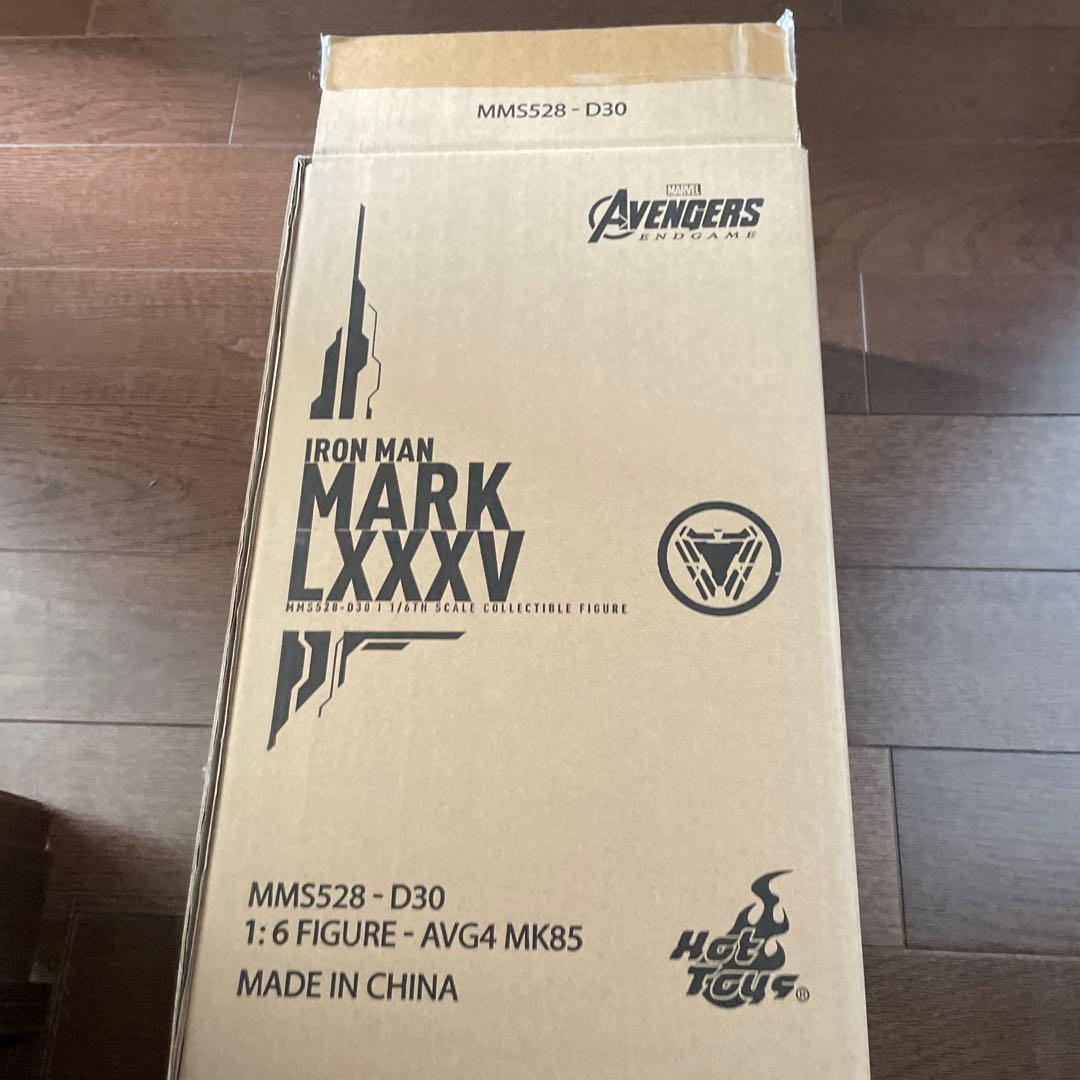 MMS528 - D30
MARVEL
AVENGERS
ENDGAME
IRON MAN
MARK
LXXXV
MMS528-D30 | 1/6TH SCALE COLLECTIBLE FIGURE
MMS528 - D30
1: 6 FIGURE - AVG4 MK85
MADE IN CHINA
Hot
Toys®